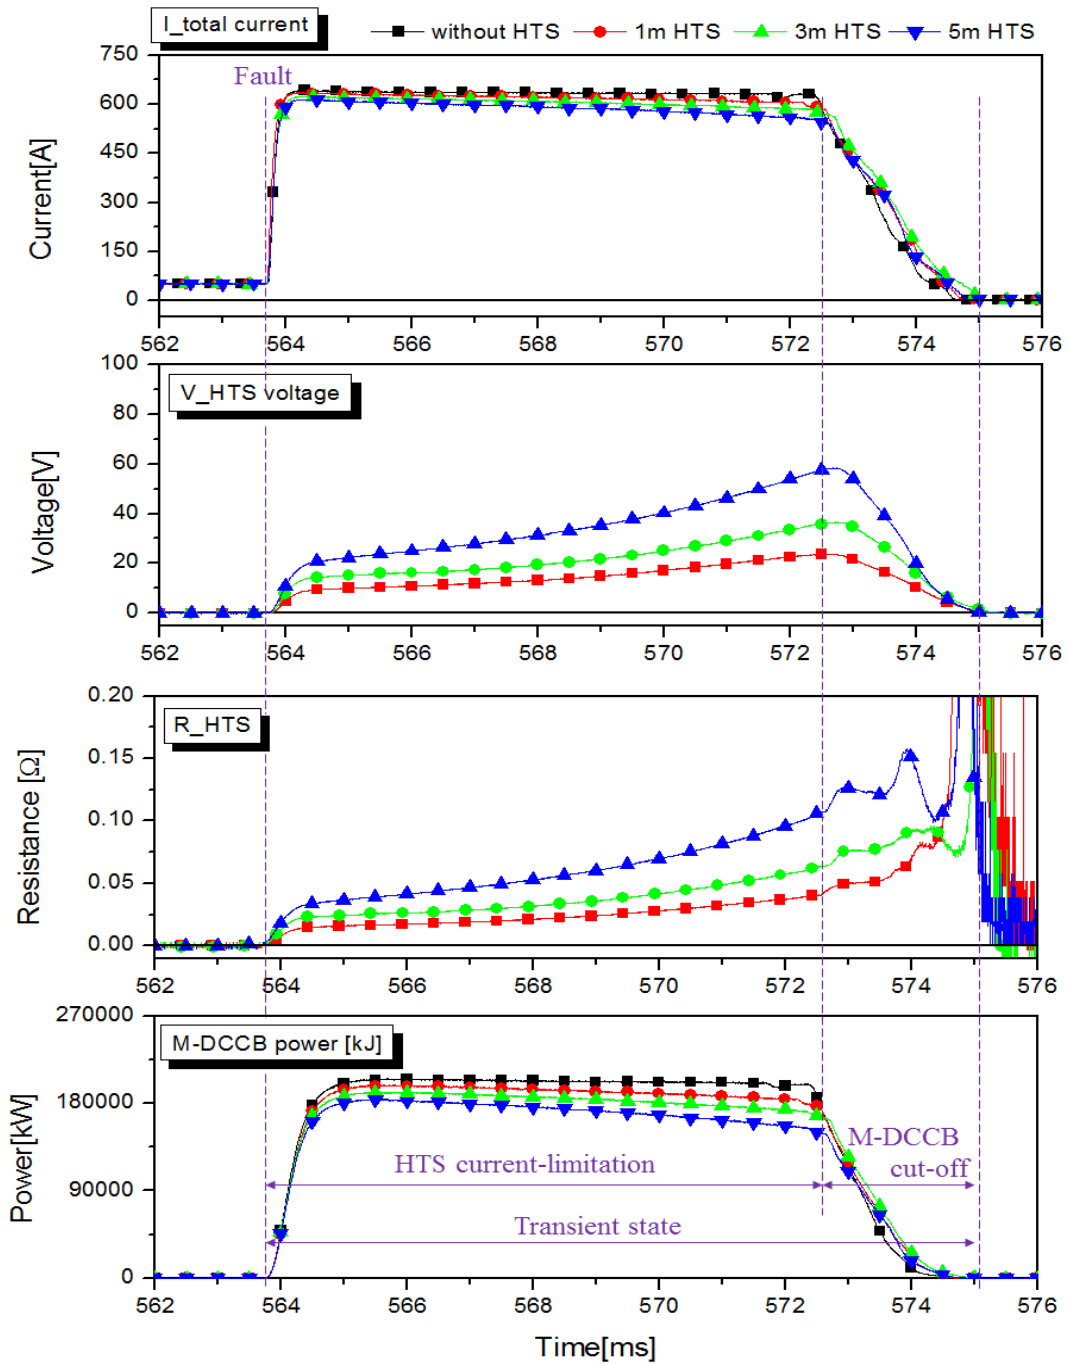 I_total current
without HTS 1m HTS 3m HTS 5m HTS
750
Fault
600
450
300
150
0
Current[A]
562 564 566 568 570 572 574 576
100
V_HTS voltage
80
60
40
20
0
Voltage[V]
562 564 566 568 570 572 574 576
0.20
R_HTS
0.15
0.10
0.05
0.00
Resistance [Ω]
562 564 566 568 570 572 574 576
270000
M-DCCB power [kJ]
180000
M-DCCB
HTS current-limitation cut-off
90000
Transient state
0
Power[kW]
562 564 566 568 570 572 574 576
Time[ms]